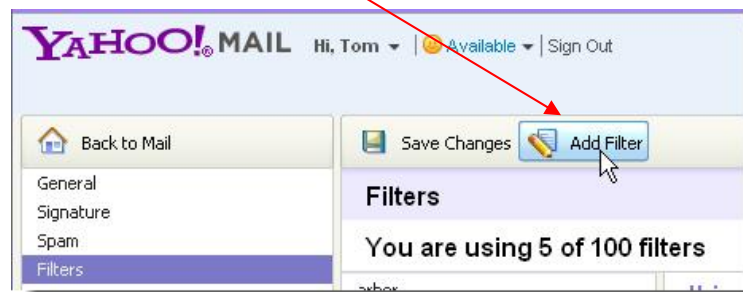 YAHOO!® MAIL Hi, Tom | Available | Sign Out
Back to Mail
Save Changes Add Filter
General
Signature
Spam
Filters
Filters
You are using 5 of 100 filters